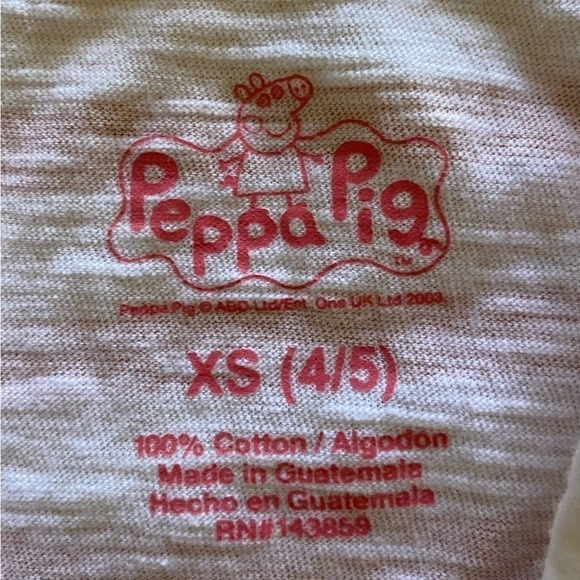 Peppa Pig
TM
Peppa Pig © ABD Ltd/Ent. One UK Ltd 2003
XS (4/5)
100% Cotton / Algodon
Made in Guatemala
Hecho en Guatemala
RN#143859